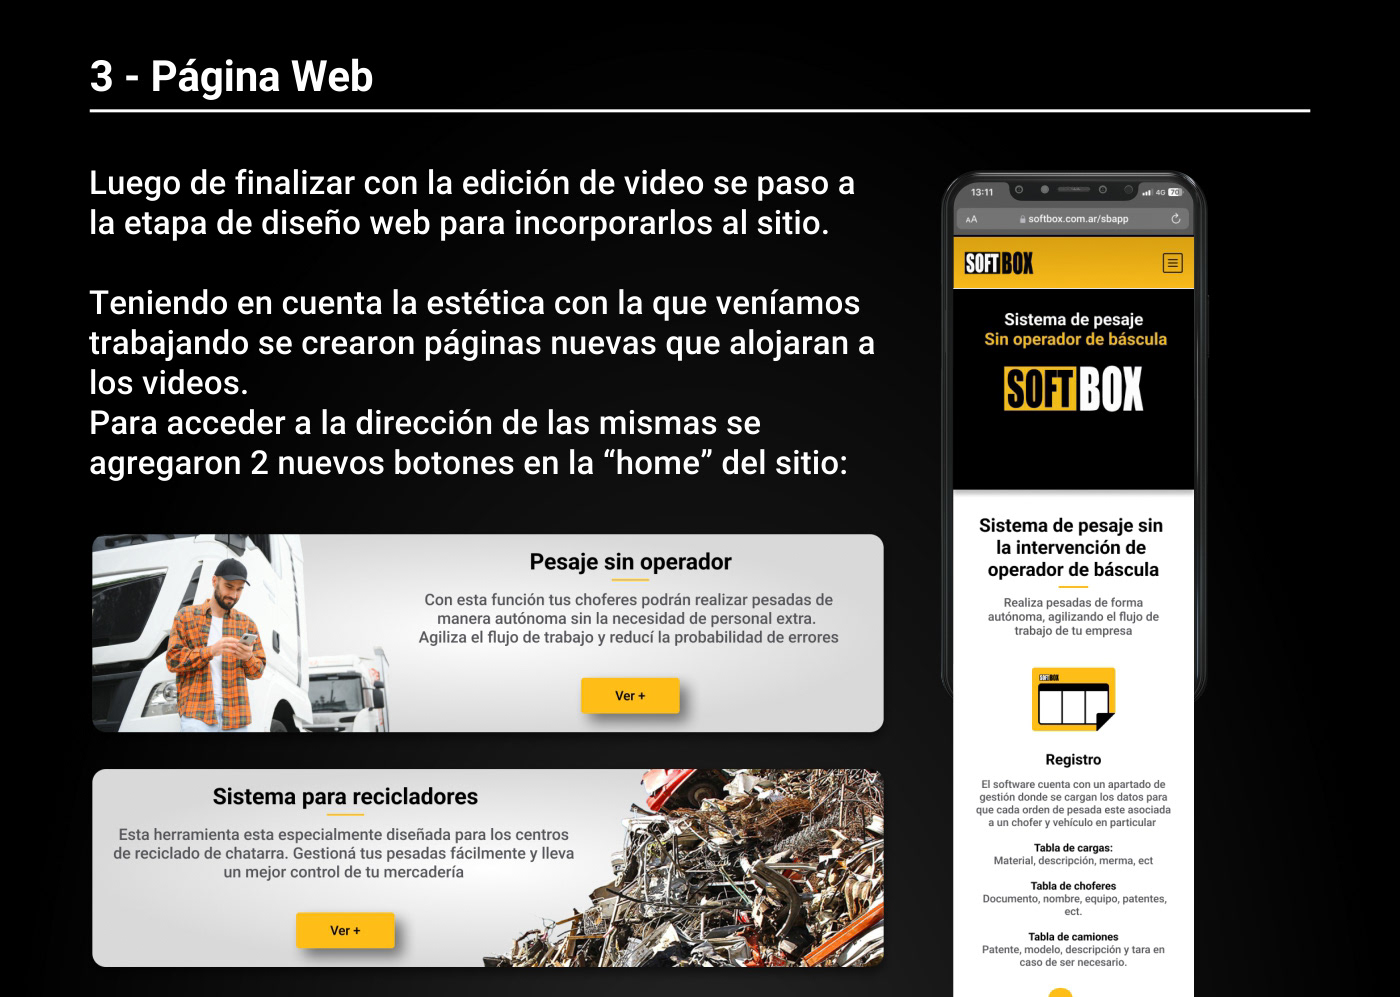 3 - Página Web
Luego de finalizar con la edición de video se paso a
la etapa de diseño web para incorporarlos al sitio.
Teniendo en cuenta la estética con la que veníamos
trabajando se crearon páginas nuevas que alojaran a
los videos.
Para acceder a la dirección de las mismas se
agregaron 2 nuevos botones en la “home” del sitio:
Pesaje sin operador
Con esta función tus choferes podrán realizar pesadas de
manera autónoma sin la necesidad de personal extra.
Agiliza el flujo de trabajo y reducí la probabilidad de errores
Ver +
Sistema para recicladores
Esta herramienta esta especialmente diseñada para los centros
de reciclado de chatarra. Gestioná tus pesadas fácilmente y lleva
un mejor control de tu mercadería
Ver +
13:11
4G 70
AA softbox.com.ar/sbapp
SOFTBOX
Sistema de pesaje
Sin operador de báscula
SOFTBOX
Sistema de pesaje sin
la intervención de
operador de báscula
Realiza pesadas de forma
autónoma, agilizando el flujo de
trabajo de tu empresa
SOFTBOX
Registro
El software cuenta con un apartado de
gestión donde se cargan los datos para
que cada orden de pesada este asociada
a un chofer y vehículo en particular
Tabla de cargas:
Material, descripción, merma, ect
Tabla de choferes
Documento, nombre, equipo, patentes,
ect.
Tabla de camiones
Patente, modelo, descripción y tara en
caso de ser necesario.